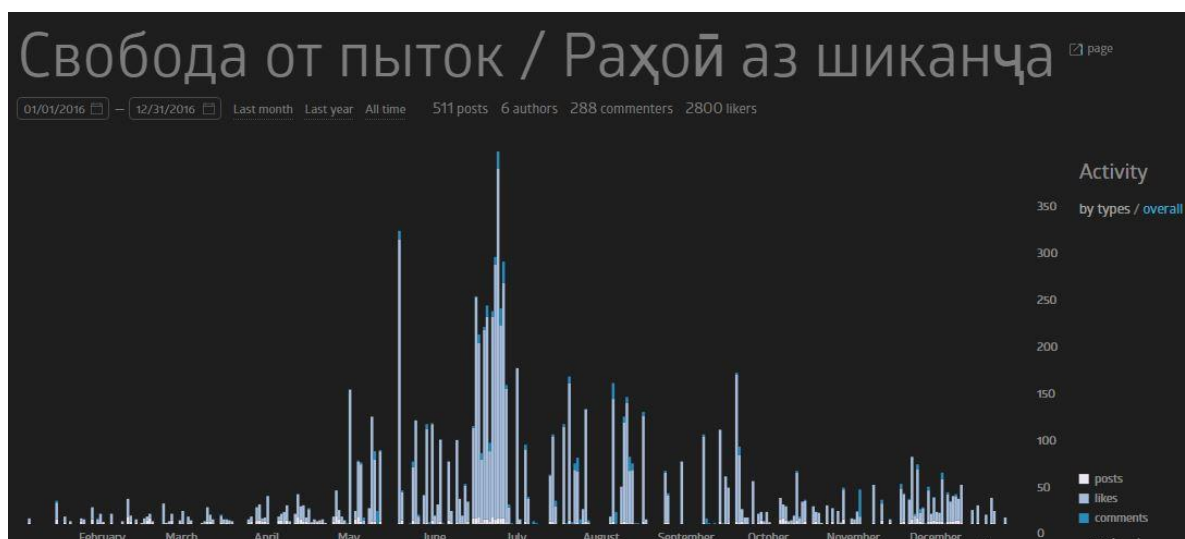 Свобода от пыток / Раҳоӣ аз шиканҷа page
01/01/2016 — 12/31/2016 Last month Last year All time 511 posts 6 authors 288 commenters 2800 likers
Activity
by types / overall
350
300
250
200
150
100
50
0
posts
likes
comments
February March April May June July August September October November December